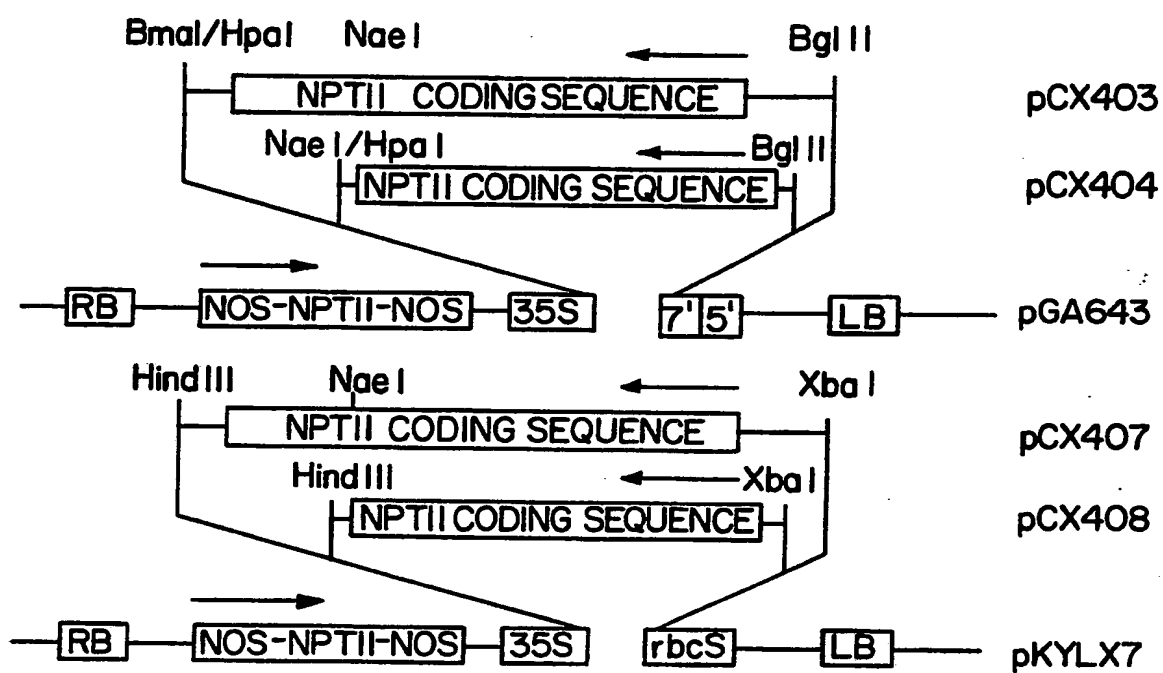 BmaI/HpaI NaeI BglII
NPTII CODING SEQUENCE pCX403
NaeI/HpaI BglII
NPTII CODING SEQUENCE pCX404
RB NOS-NPTII-NOS 35S 7' 5' LB pGA643
HindIII NaeI XbaI
NPTII CODING SEQUENCE pCX407
HindIII XbaI
NPTII CODING SEQUENCE pCX408
RB NOS-NPTII-NOS 35S rbcS LB pKYLX7